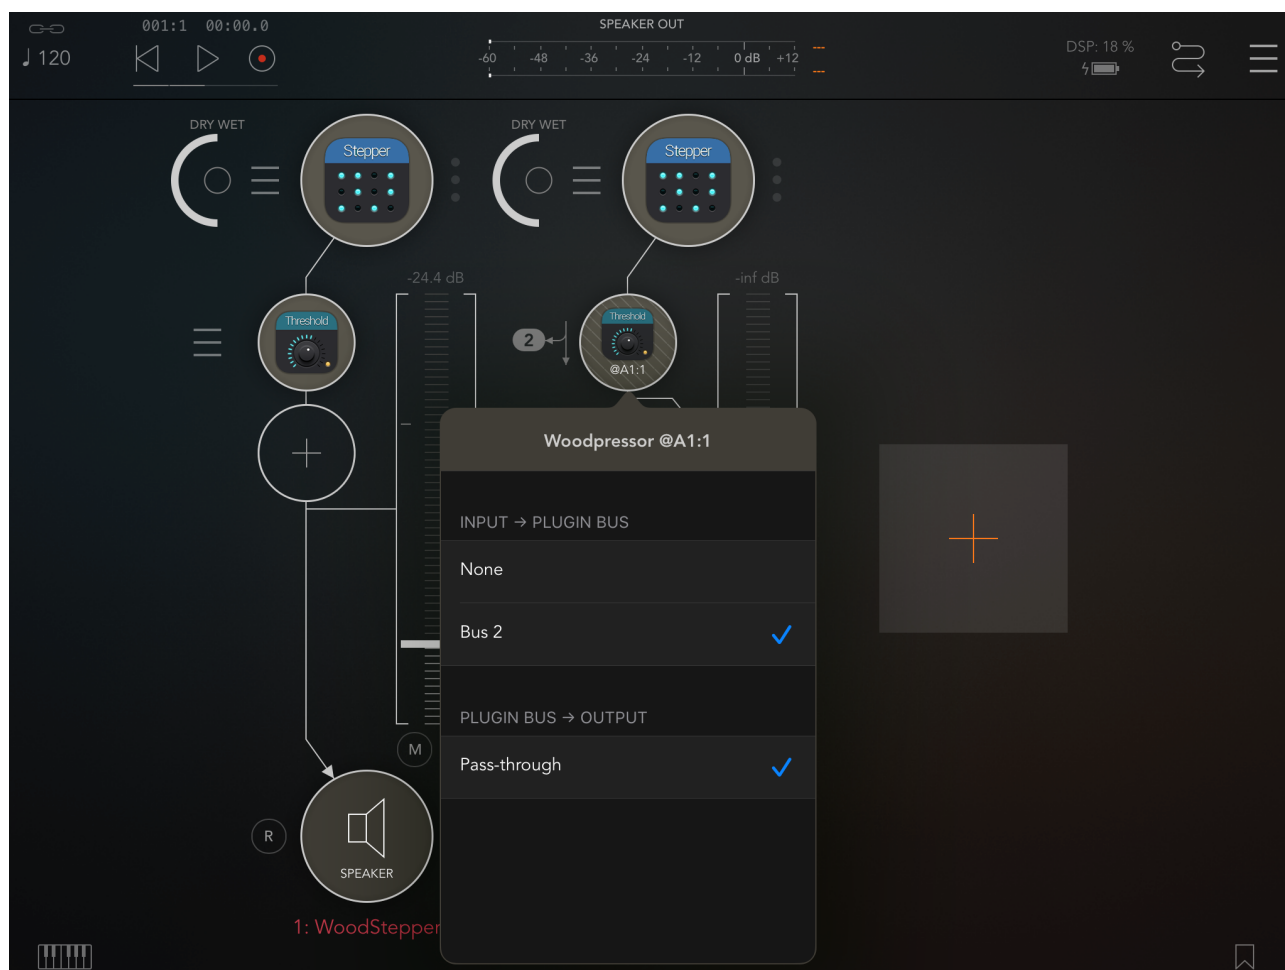 001:1 00:00.0
SPEAKER OUT
120
-60 -48 -36 -24 -12 0 dB +12
DSP: 18 %
DRY WET
Stepper
DRY WET
Stepper
-24.4 dB
-inf dB
Threshold
2
Threshold
@A1:1
Woodpressor @A1:1
INPUT → PLUGIN BUS
None
Bus 2
PLUGIN BUS → OUTPUT
Pass-through
M
R
SPEAKER
1: WoodStepper